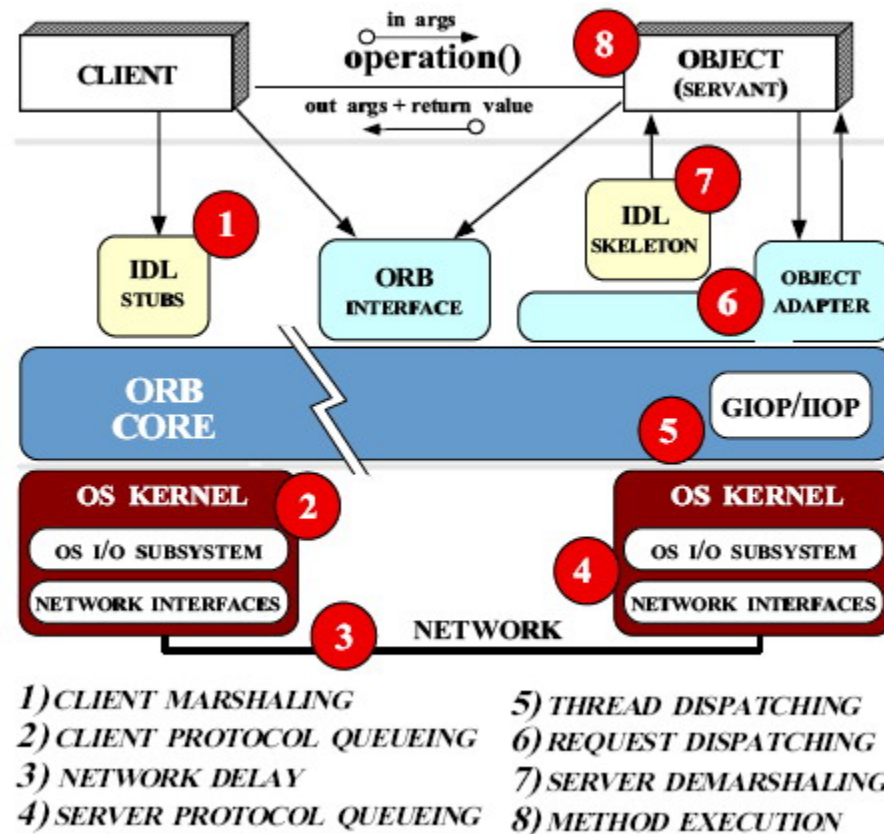 in args
operation()
out args + return value
CLIENT
8
OBJECT
(SERVANT)
1
IDL
STUBS
ORB
INTERFACE
7
IDL
SKELETON
6
OBJECT
ADAPTER
ORB
CORE
5
GIOP/IIOP
OS KERNEL
2
OS I/O SUBSYSTEM
NETWORK INTERFACES
OS KERNEL
4
OS I/O SUBSYSTEM
NETWORK INTERFACES
3
NETWORK
1) CLIENT MARSHALING
2) CLIENT PROTOCOL QUEUEING
3) NETWORK DELAY
4) SERVER PROTOCOL QUEUEING
5) THREAD DISPATCHING
6) REQUEST DISPATCHING
7) SERVER DEMARSHALING
8) METHOD EXECUTION